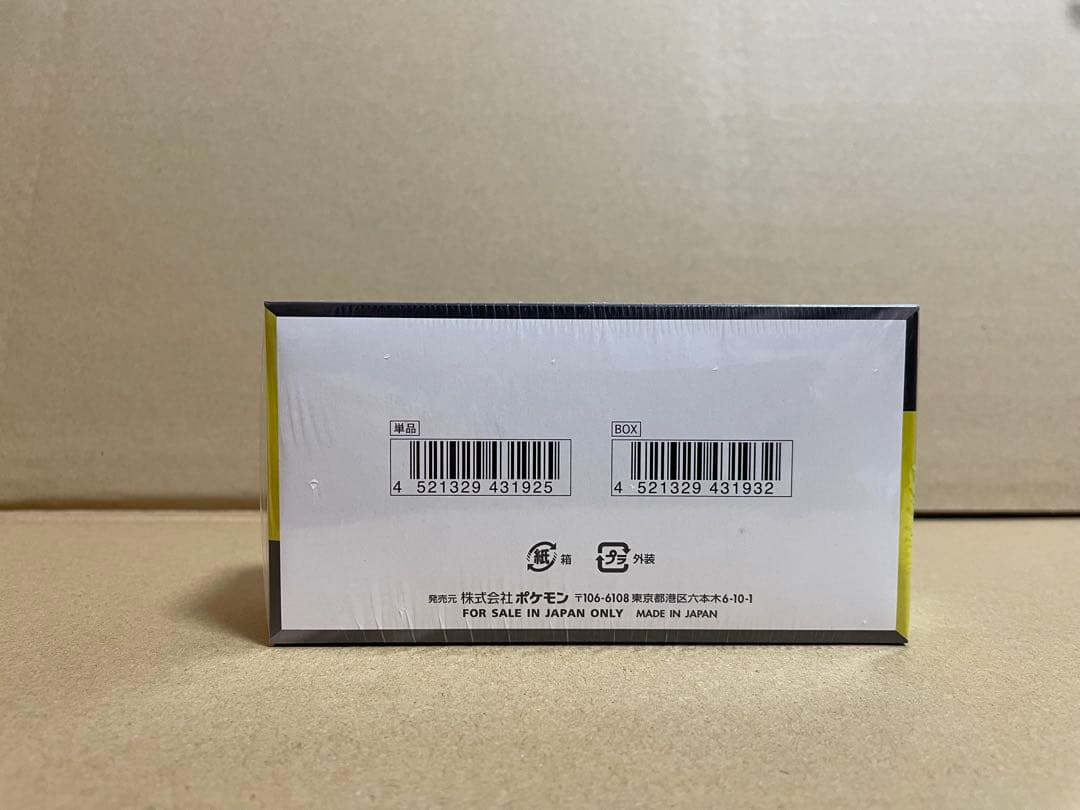 単品
4 521329 431925
BOX
4 521329 431932
紙 箱
プラ 外装
発売元 株式会社ポケモン 〒106-6108 東京都港区六本木6-10-1
FOR SALE IN JAPAN ONLY MADE IN JAPAN